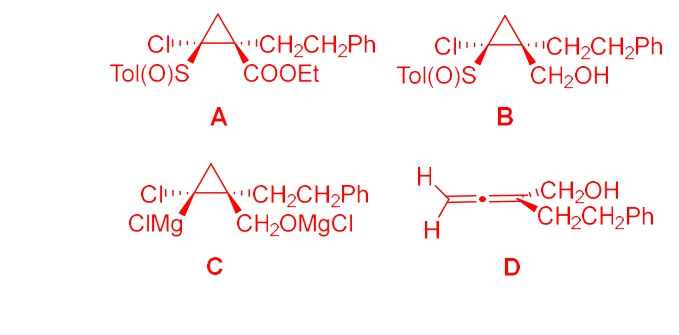 Cl CH2CH2Ph
Tol(O)S COOEt
A
Cl CH2CH2Ph
Tol(O)S CH2OH
B
Cl CH2CH2Ph
ClMg CH2OMgCl
C
H CH2OH
H CH2CH2Ph
D